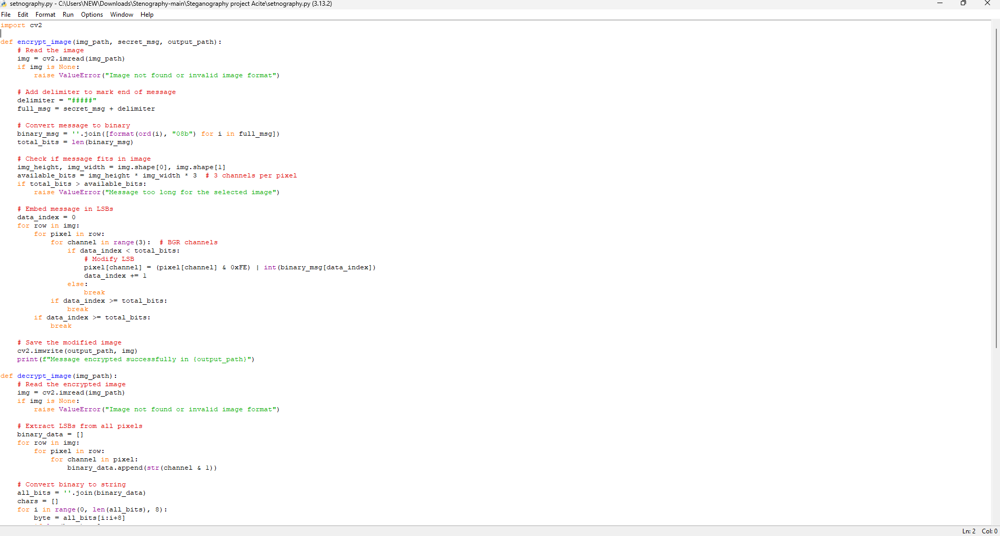 setnography.py - C:\Users\NEW\Downloads\Stenography-main\Steganography project Acite\setnography.py (3.13.2)
File Edit Format Run Options Window Help
import cv2
def encrypt_image(img_path, secret_msg, output_path):
    # Read the image
    img = cv2.imread(img_path)
    if img is None:
        raise ValueError("Image not found or invalid image format")
    # Add delimiter to mark end of message
    delimiter = "#####"
    full_msg = secret_msg + delimiter
    # Convert message to binary
    binary_msg = ''.join([format(ord(i), "08b") for i in full_msg])
    total_bits = len(binary_msg)
    # Check if message fits in image
    img_height, img_width = img.shape[0], img.shape[1]
    available_bits = img_height * img_width * 3  # 3 channels per pixel
    if total_bits > available_bits:
        raise ValueError("Message too long for the selected image")
    # Embed message in LSBs
    data_index = 0
    for row in img:
        for pixel in row:
            for channel in range(3):  # BGR channels
                if data_index < total_bits:
                    # Modify LSB
                    pixel[channel] = (pixel[channel] & 0xFE) | int(binary_msg[data_index])
                    data_index += 1
                else:
                    break
            if data_index >= total_bits:
                break
        if data_index >= total_bits:
            break
    # Save the modified image
    cv2.imwrite(output_path, img)
    print(f"Message encrypted successfully in {output_path}")
def decrypt_image(img_path):
    # Read the encrypted image
    img = cv2.imread(img_path)
    if img is None:
        raise ValueError("Image not found or invalid image format")
    # Extract LSBs from all pixels
    binary_data = []
    for row in img:
        for pixel in row:
            for channel in pixel:
                binary_data.append(str(channel & 1))
    # Convert binary to string
    all_bits = ''.join(binary_data)
    chars = []
    for i in range(0, len(all_bits), 8):
        byte = all_bits[i:i+8]
Ln: 2 Col: 0